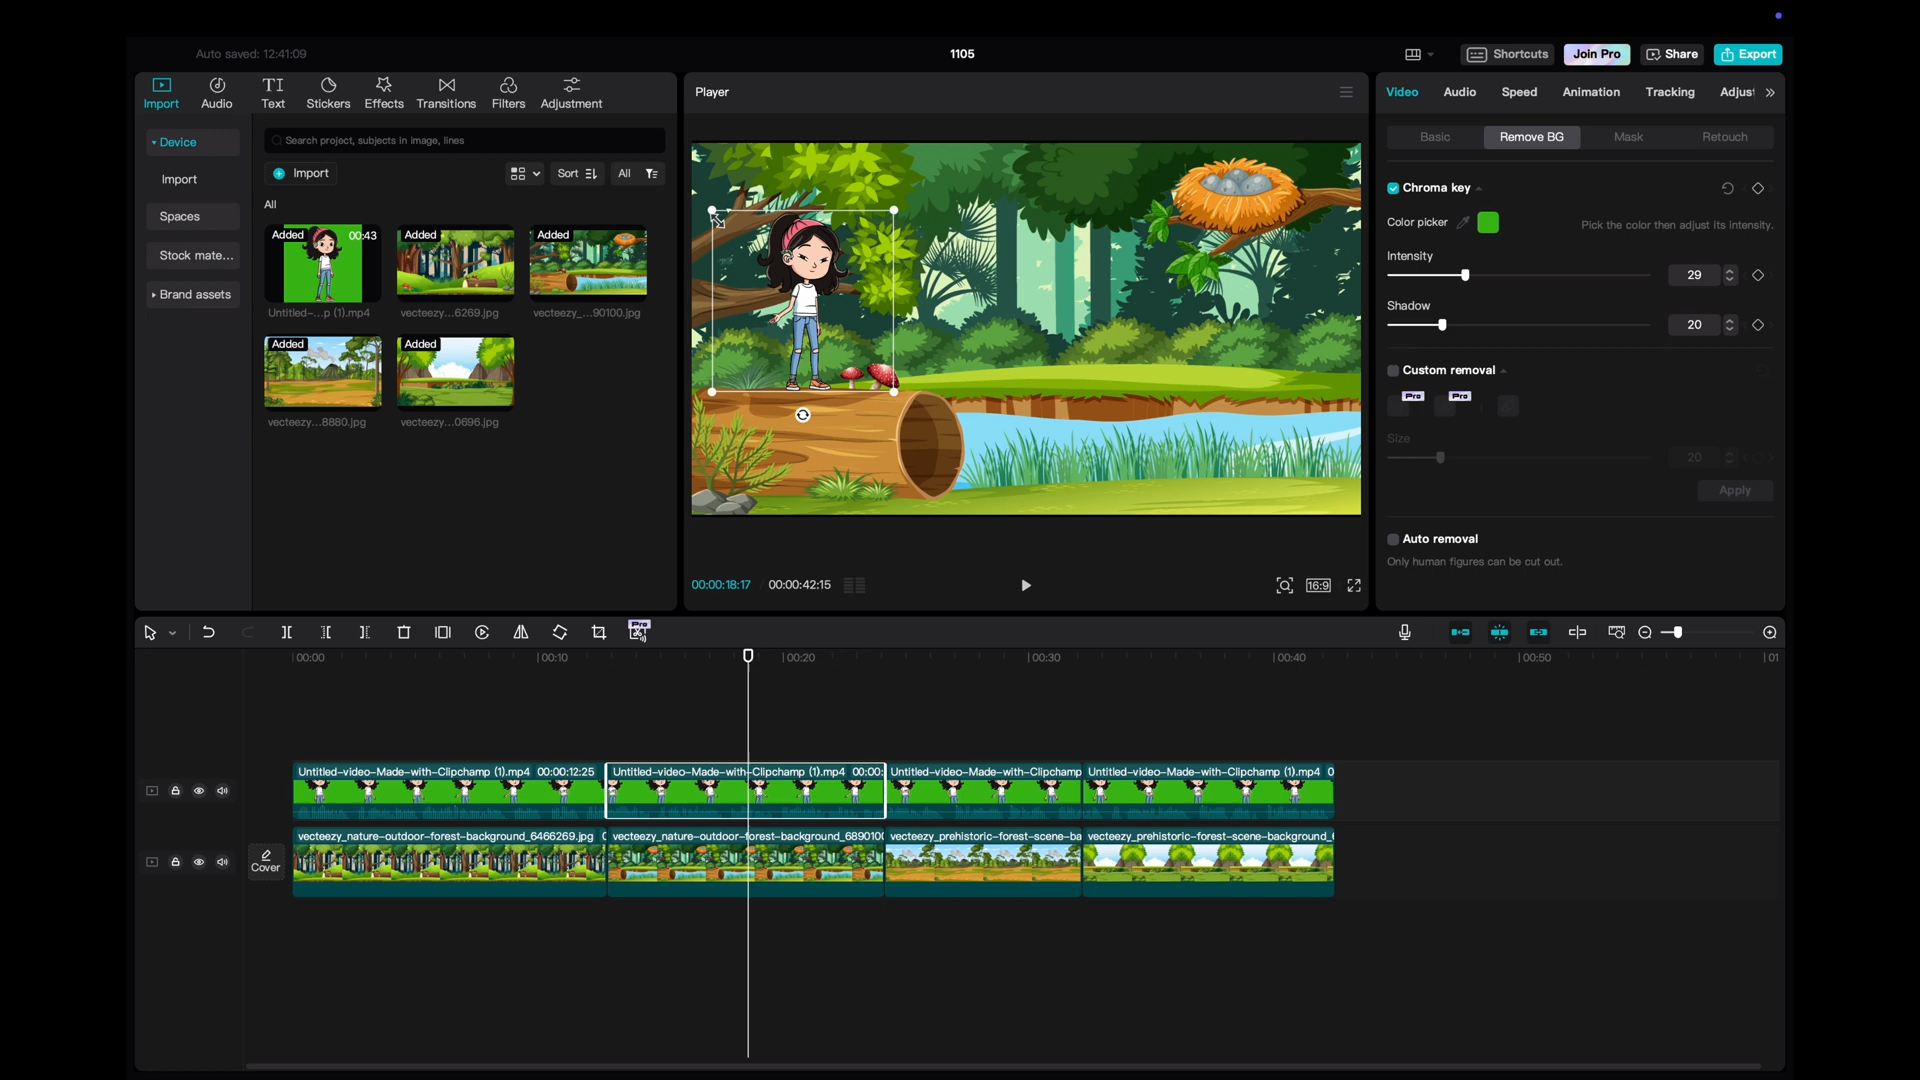 Auto saved: 12:41:09
1105
Shortcuts
Join Pro
Share
Export
Import
Audio
Text
Stickers
Effects
Transitions
Filters
Adjustment
Device
Import
Spaces
Stock mate...
Brand assets
Search project, subjects in image, lines
Import
Sort
All
All
Added
00:43
Untitled-...p (1).mp4
Added
vecteezy...6269.jpg
Added
vecteezy_...90100.jpg
Added
vecteezy...8880.jpg
Added
vecteezy...0696.jpg
Player
00:00:18:17 / 00:00:42:15
16:9
Video
Audio
Speed
Animation
Tracking
Adjust
Basic
Remove BG
Mask
Retouch
Chroma key
Color picker
Pick the color then adjust its intensity.
Intensity
29
Shadow
20
Custom removal
Pro
Pro
Size
20
Apply
Auto removal
Only human figures can be cut out.
Pro
00:00
00:10
00:20
00:30
00:40
00:50
01
Untitled-video-Made-with-Clipchamp (1).mp4 00:00:12:25
Untitled-video-Made-with-Clipchamp (1).mp4 00:00:
Untitled-video-Made-with-Clipchamp
Untitled-video-Made-with-Clipchamp (1).mp4 0
Cover
vecteezy_nature-outdoor-forest-background_6466269.jpg
vecteezy_nature-outdoor-forest-background_6890100
vecteezy_prehistoric-forest-scene-ba
vecteezy_prehistoric-forest-scene-background_